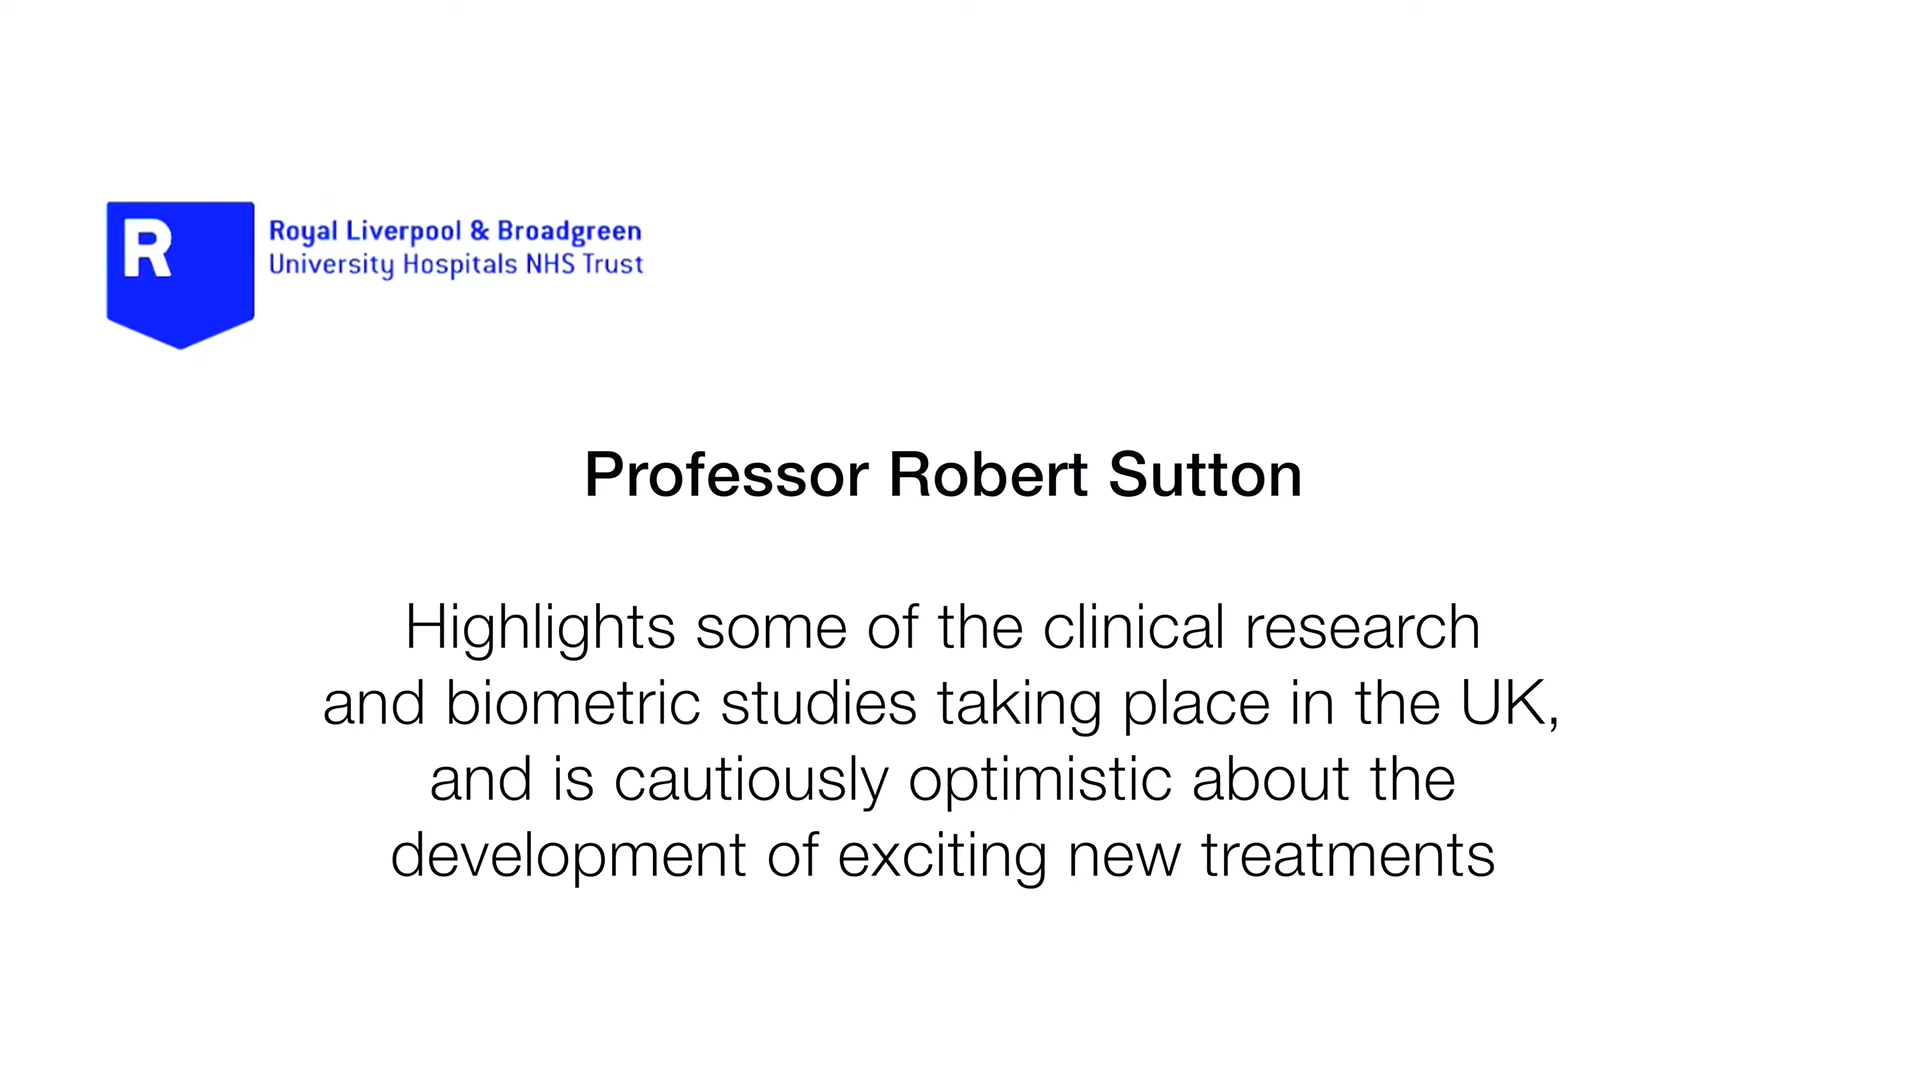 R
Royal Liverpool & Broadgreen
University Hospitals NHS Trust
Professor Robert Sutton
Highlights some of the clinical research
and biometric studies taking place in the UK,
and is cautiously optimistic about the
development of exciting new treatments